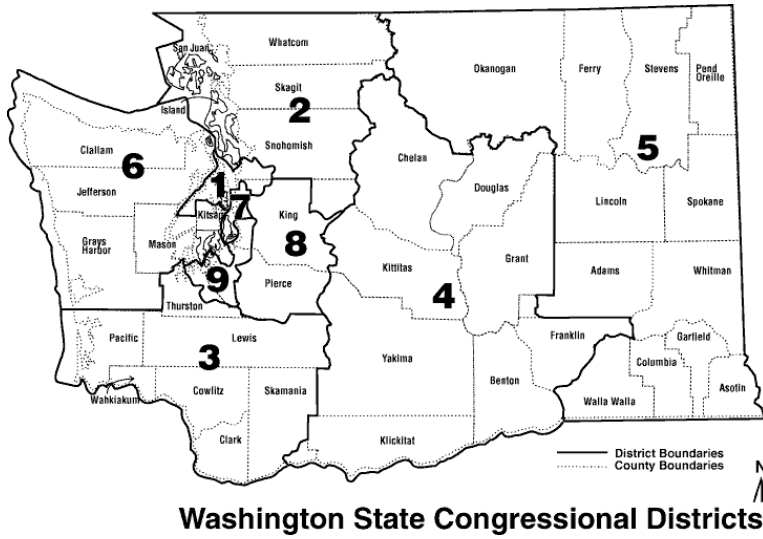 Whatcom
San Juan
Okanogan
Ferry
Stevens
Pend
Oreille
Skagit
Island
2
Snohomish
Clallam
6
Chelan
5
1
Jefferson
Douglas
7
Lincoln
Spokane
Kitsap
King
Grays
Harbor
Mason
8
Grant
Kittitas
Adams
Whitman
9
Pierce
4
Thurston
Pacific
Lewis
Franklin
Garfield
3
Yakima
Columbia
Benton
Asotin
Wahkiakum
Cowlitz
Skamania
Walla Walla
Clark
Klickitat
District Boundaries
County Boundaries
N
Washington State Congressional Districts